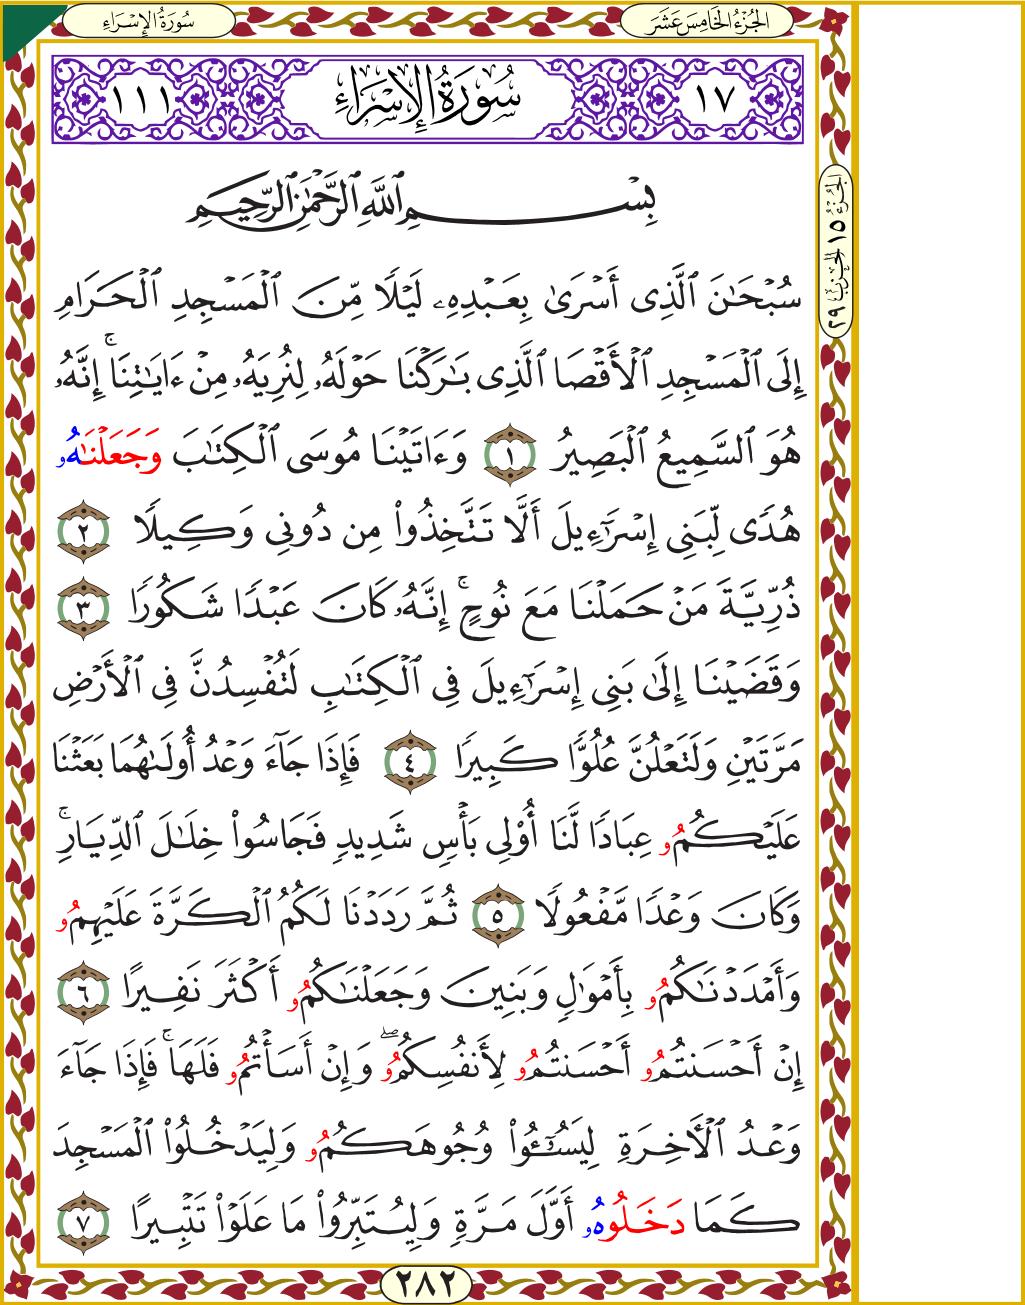 سُورَةُ الإِسْرَاءِ
الجُزْءُ الخَامِسَ عَشَرَ
١٧
سُورَةُ الإِسْرَاءِ
١١١
بِسْمِ ٱللَّهِ ٱلرَّحْمَٰنِ ٱلرَّحِيمِ
سُبْحَٰنَ ٱلَّذِى أَسْرَىٰ بِعَبْدِهِۦ لَيْلًا مِّنَ ٱلْمَسْجِدِ ٱلْحَرَامِ
إِلَى ٱلْمَسْجِدِ ٱلْأَقْصَا ٱلَّذِى بَٰرَكْنَا حَوْلَهُۥ لِنُرِيَهُۥ مِنْ ءَايَٰتِنَا ۚ إِنَّهُۥ
هُوَ ٱلسَّمِيعُ ٱلْبَصِيرُ ١ وَءَاتَيْنَا مُوسَى ٱلْكِتَٰبَ وَجَعَلْنَٰهُۥ
هُدًى لِّبَنِى إِسْرَٰٓءِيلَ أَلَّا تَتَّخِذُوا۟ مِن دُونِى وَكِيلًا ٢
ذُرِّيَّةَ مَنْ حَمَلْنَا مَعَ نُوحٍ ۚ إِنَّهُۥ كَانَ عَبْدًا شَكُورًا ٣
وَقَضَيْنَا إِلَىٰ بَنِى إِسْرَٰٓءِيلَ فِى ٱلْكِتَٰبِ لَتُفْسِدُنَّ فِى ٱلْأَرْضِ
مَرَّتَيْنِ وَلَتَعْلُنَّ عُلُوًّا كَبِيرًا ٤ فَإِذَا جَآءَ وَعْدُ أُولَىٰهُمَا بَعَثْنَا
عَلَيْكُمُۥ عِبَادًا لَّنَا أُو۟لِى بَأْسٍ شَدِيدٍ فَجَاسُوا۟ خِلَٰلَ ٱلدِّيَارِ ۚ
وَكَانَ وَعْدًا مَّفْعُولًا ٥ ثُمَّ رَدَدْنَا لَكُمُ ٱلْكَرَّةَ عَلَيْهِمُۥ
وَأَمْدَدْنَٰكُمُۥ بِأَمْوَٰلٍ وَبَنِينَ وَجَعَلْنَٰكُمُۥ أَكْثَرَ نَفِيرًا ٦
إِنْ أَحْسَنتُمُۥ أَحْسَنتُمُۥ لِأَنفُسِكُمُۥ ۖ وَإِنْ أَسَأْتُمُۥ فَلَهَا ۚ فَإِذَا جَآءَ
وَعْدُ ٱلْأَخِرَةِ لِيَسُـُٔوا۟ وُجُوهَكُمُۥ وَلِيَدْخُلُوا۟ ٱلْمَسْجِدَ
كَمَا دَخَلُوهُۥ أَوَّلَ مَرَّةٍ وَلِيُتَبِّرُوا۟ مَا عَلَوْا۟ تَتْبِيرًا ٧
الجُزْءُ ١٥ الحِزْبُ ٢٩
٢٨٢